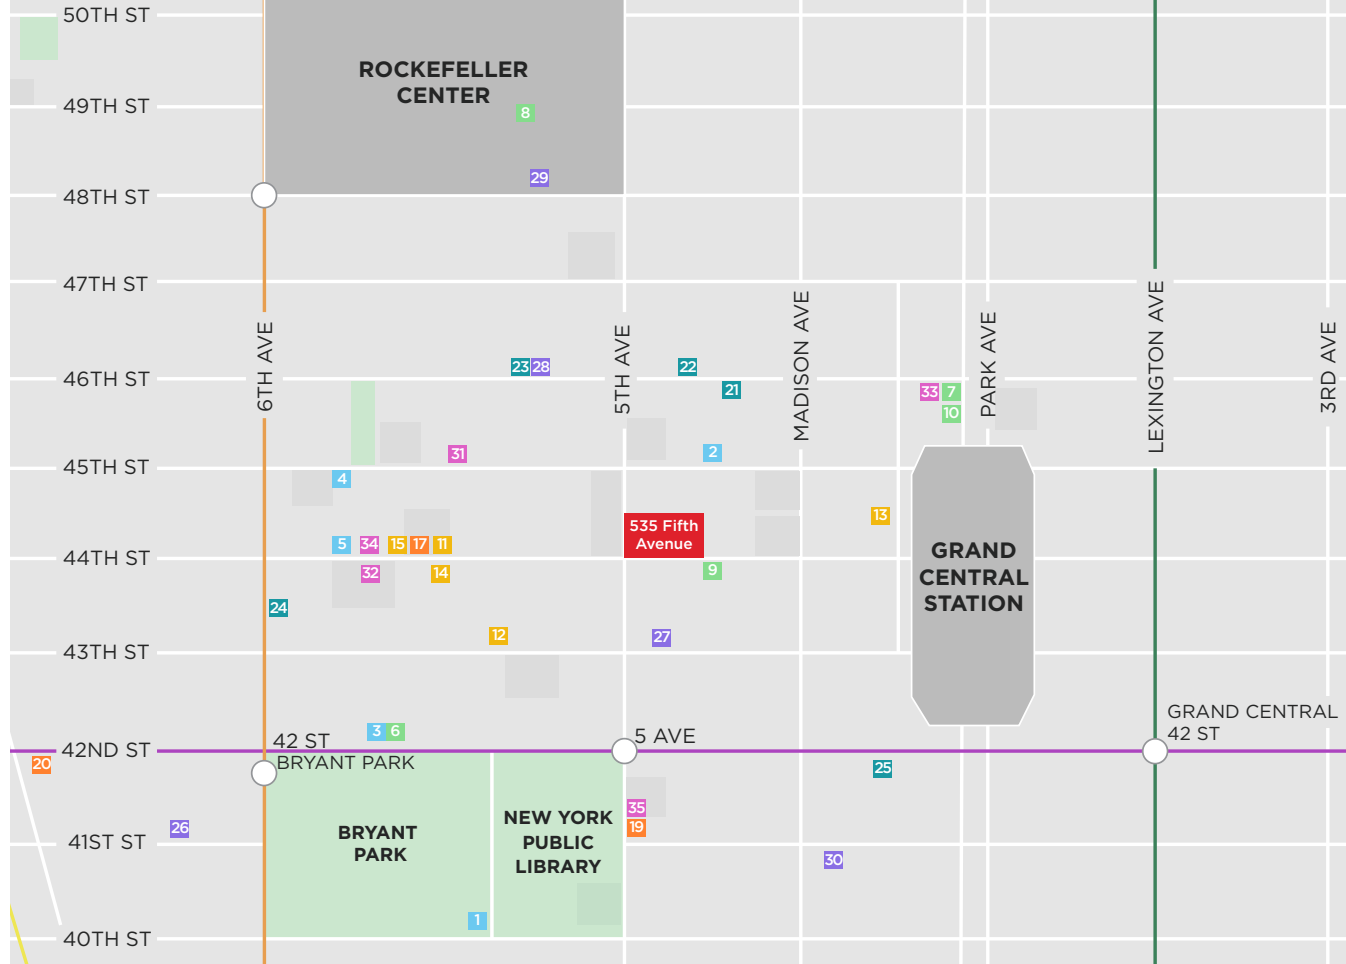 50TH ST
ROCKEFELLER
CENTER
49TH ST
8
29
48TH ST
47TH ST
6TH AVE
5TH AVE
MADISON AVE
PARK AVE
LEXINGTON AVE
3RD AVE
23
28
22
46TH ST
21
33
7
10
31
2
45TH ST
4
13
535 Fifth
Avenue
5
34
15
17
11
44TH ST
GRAND
CENTRAL
STATION
32
14
9
24
12
27
43TH ST
GRAND CENTRAL
42 ST
3
6
42 ST
5 AVE
42ND ST
BRYANT PARK
20
25
35
26
19
NEW YORK
PUBLIC
LIBRARY
BRYANT
PARK
41ST ST
30
1
40TH ST